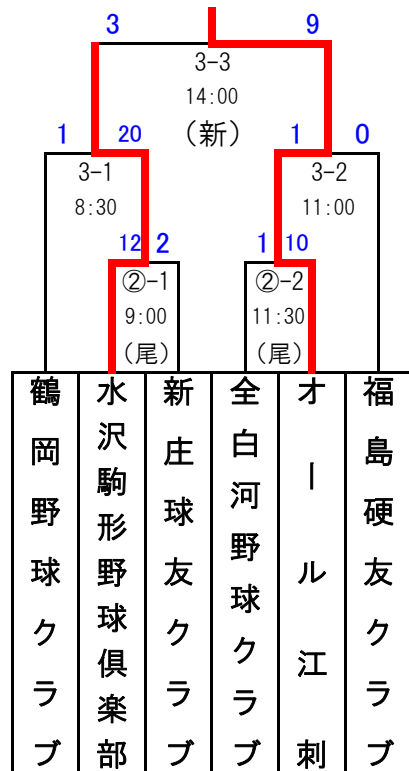 3 9
3-3
14:00
(新)
1 20 1 0
3-1 3-2
8:30 11:00
12 2 1 10
②-1 ②-2
9:00 11:30
(尾) (尾)
鶴岡野球クラブ
水沢駒形野球倶楽部
新庄球友クラブ
全白河野球クラブ
オール江刺
福島硬友クラブ